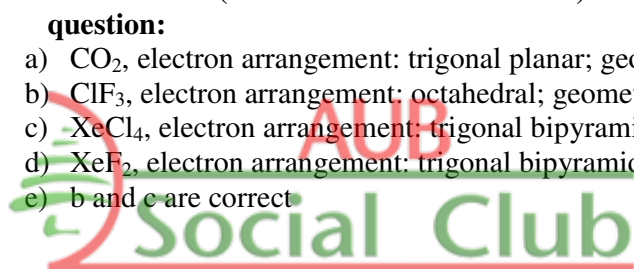 question:
a) CO₂, electron arrangement: trigonal planar; geo
b) ClF₃, electron arrangement: octahedral; geome
c) XeCl₄, electron arrangement: trigonal bipyrami
d) XeF₂, electron arrangement: trigonal bipyramid
e) b and c are correct
AUB
Social Club